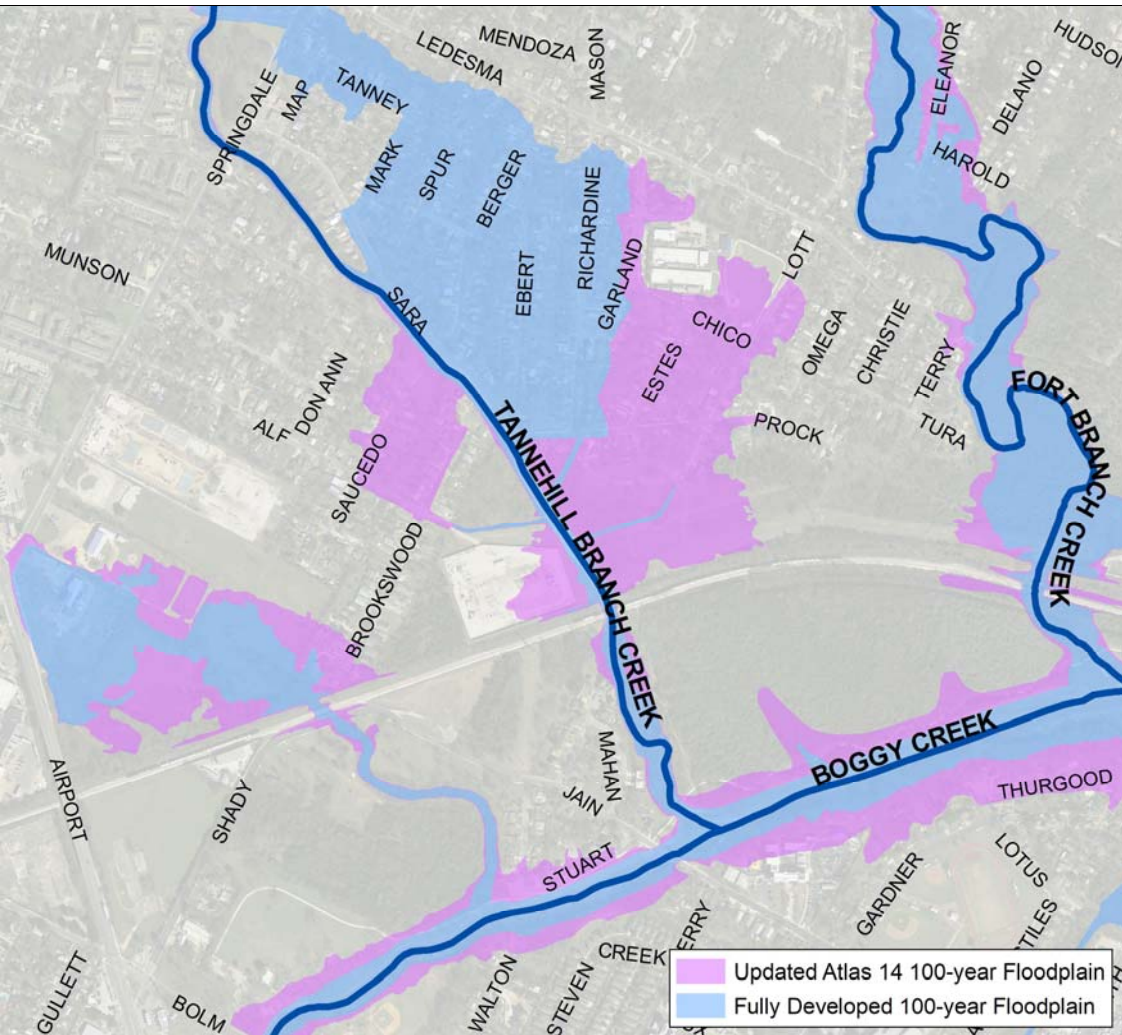 MENDOZA
HUDSON
LEDESMA
MASON
ELEANOR
DELANO
TANNEY
MAP
SPRINGDALE
HAROLD
MARK
SPUR
BERGER
RICHARDINE
MUNSON
EBERT
GARLAND
LOTT
SARA
CHICO
OMEGA
CHRISTIE
ESTES
TERRY
FORT BRANCH CREEK
DON ANN
ALF
PROCK
TURA
TANNEHILL BRANCH CREEK
SAUCEDO
BROOKSWOOD
BOGGY CREEK
MAHAN
AIRPORT
SHADY
JAIN
THURGOOD
STUART
LOTUS
GARDNER
GULLETT
BOLM
WALTON
STEVEN
CREEK
ERRY
TILES
Updated Atlas 14 100-year Floodplain
Fully Developed 100-year Floodplain